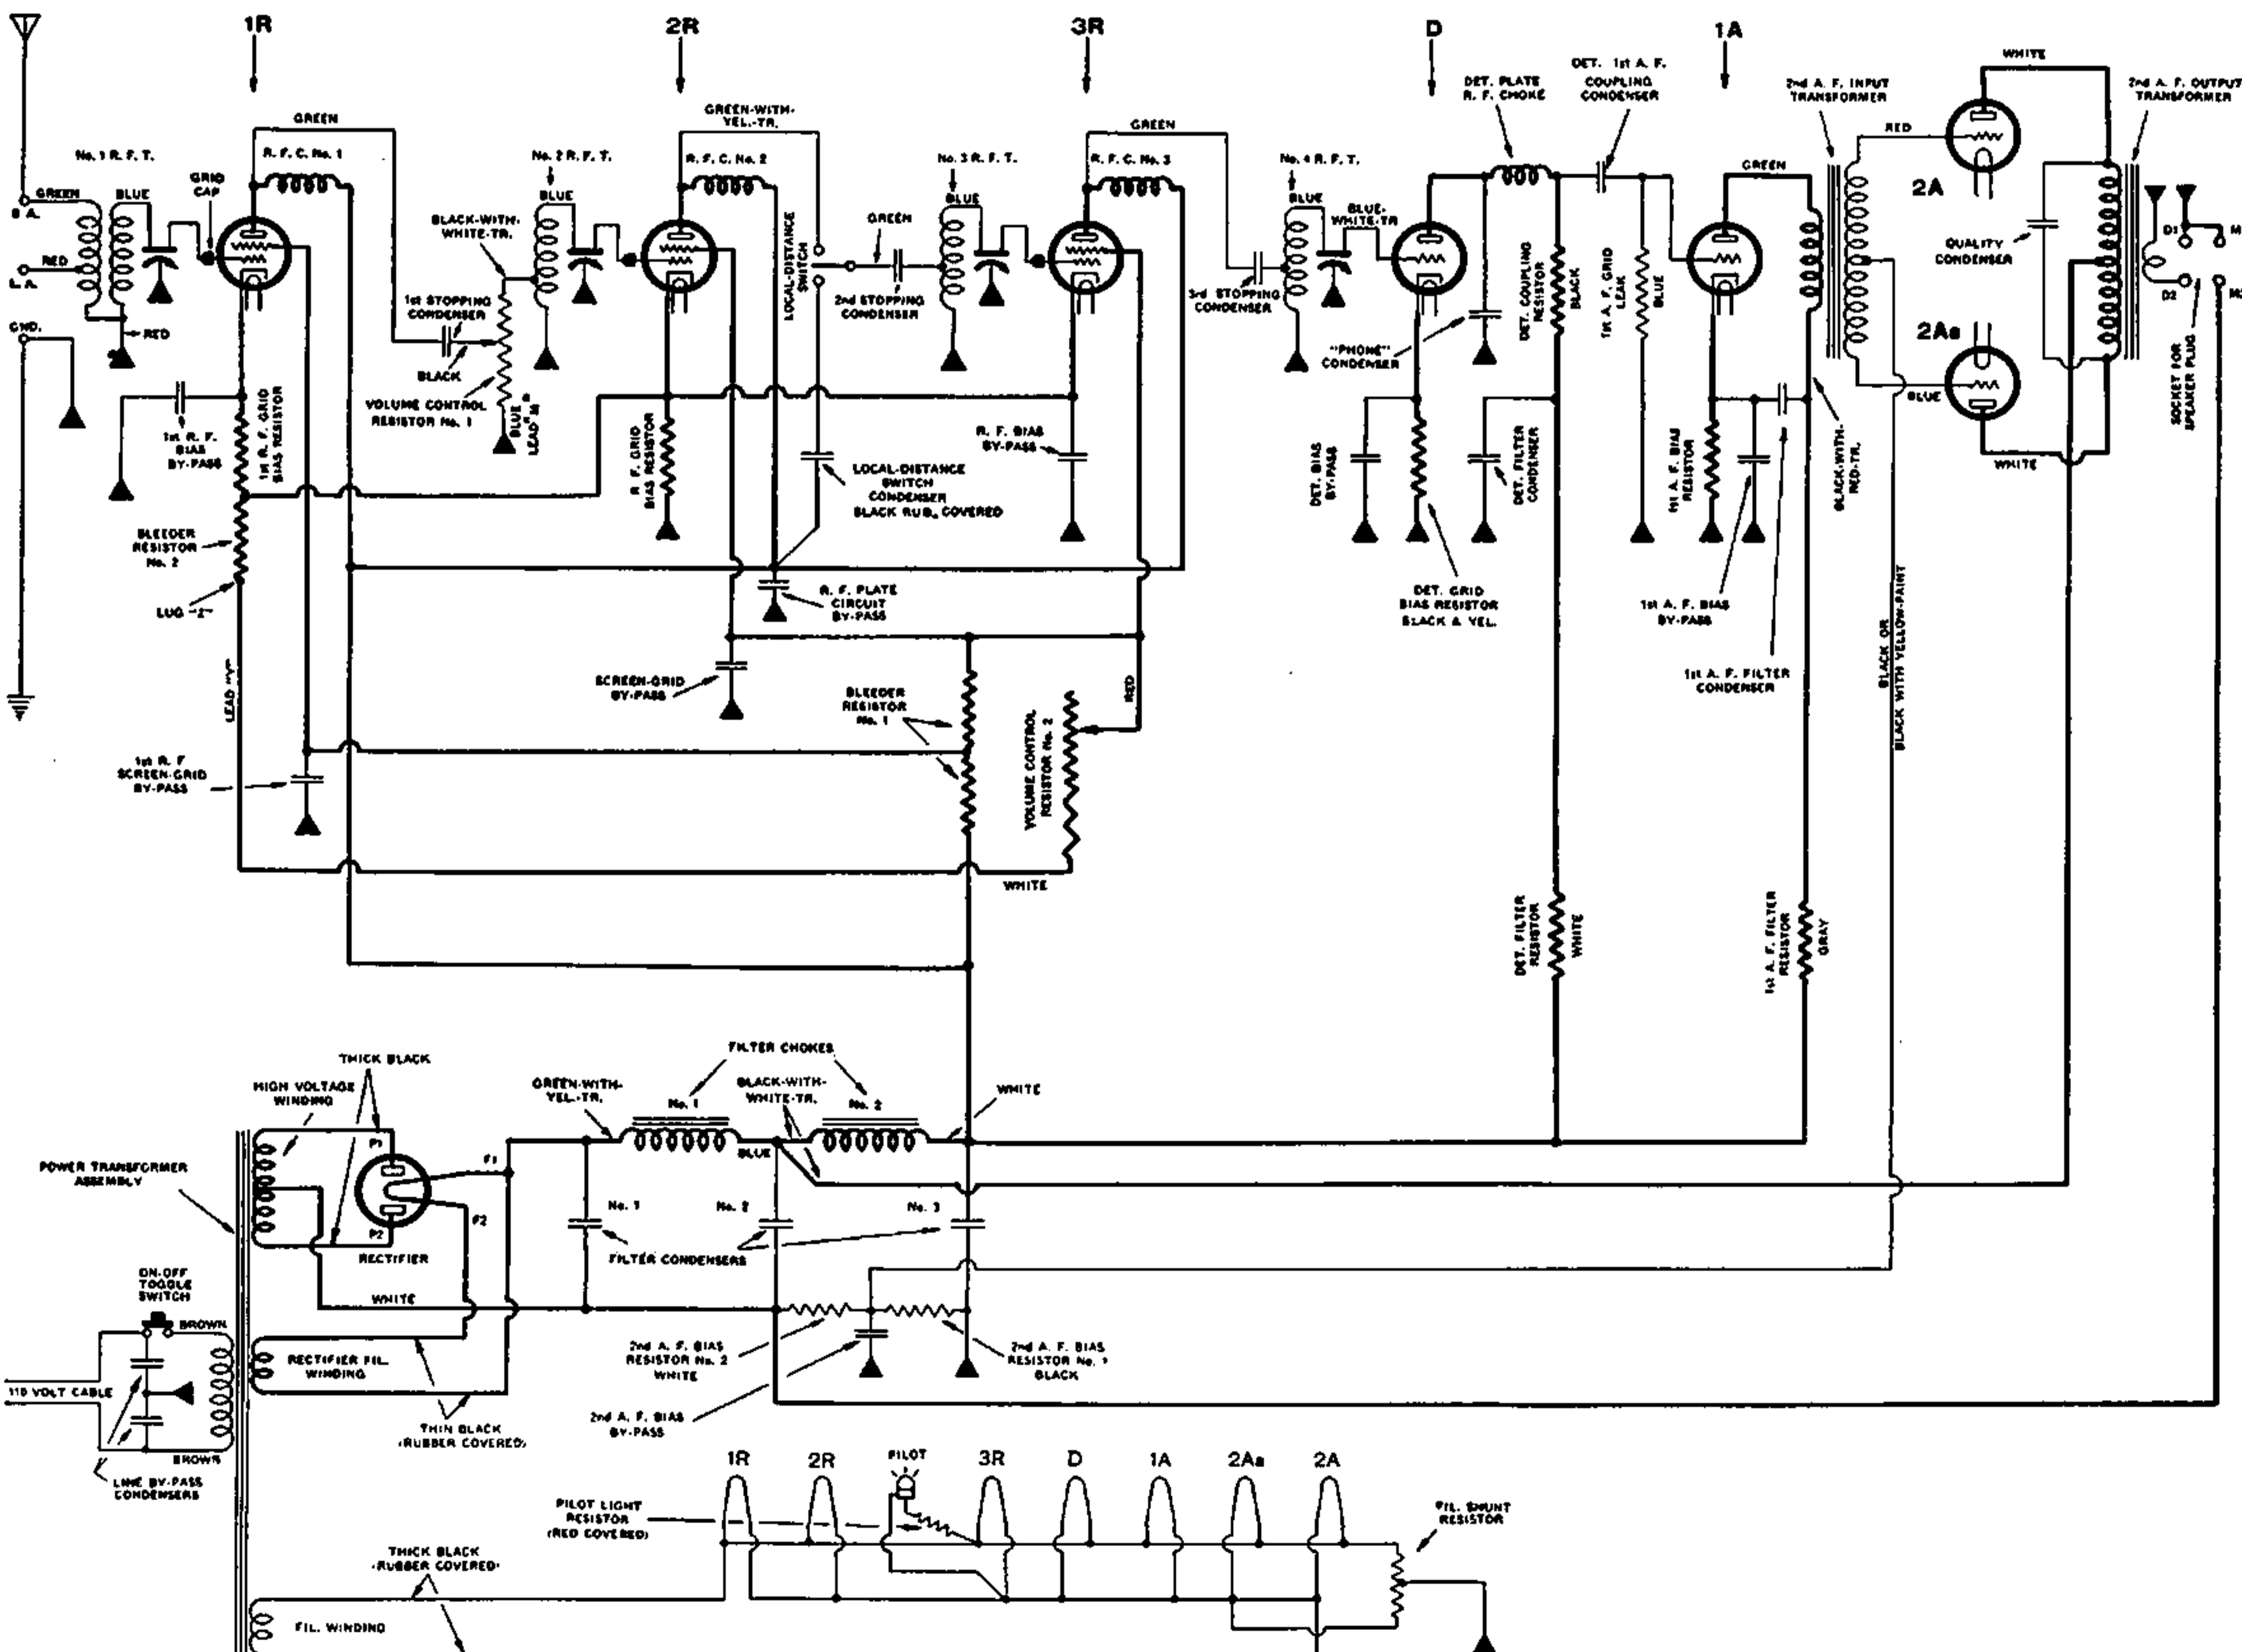 1R
2R
3R
D
1A
WHITE
DET. PLATE
R. F. CHOKE
DET. 1st A. F.
COUPLING
CONDENSER
2nd A. F. INPUT
TRANSFORMER
2nd A. F. OUTPUT
TRANSFORMER
GREEN
GREEN-WITH-
YEL.-TR.
GREEN
RED
No. 1 R. F. T.
R. F. C. No. 1
No. 2 R. F. T.
R. F. C. No. 2
No. 3 R. F. T.
R. F. C. No. 3
No. 4 R. F. T.
GREEN
GREEN
BLUE
GRID
CAP
BLUE
BLUE
BLUE
BLUE-
WHITE-TR
2A
S A.
BLACK-WITH-
WHITE-TR.
LOCAL-DISTANCE
SWITCH
GREEN
DET. COUPLING
RESISTOR
BLACK
1st A. F. GRID
LEAK
BLUE
QUALITY
CONDENSER
D1
M
RED
L. A.
1st STOPPING
CONDENSER
2nd STOPPING
CONDENSER
3rd STOPPING
CONDENSER
D2
M2
GND.
RED
2Aa
"PHONE"
CONDENSER
BLACK
SOCKET FOR
SPEAKER PLUG
BLUE
VOLUME CONTROL
RESISTOR No. 1
BLUE
LEAD "M"
1st R. F.
BIAS
BY-PASS
1st R. F. GRID
BIAS RESISTOR
R F. GRID
BIAS RESISTOR
R. F. BIAS
BY-PASS
DET. BIAS
BY-PASS
DET. FILTER
CONDENSER
1st A. F. BIAS
RESISTOR
BLACK-WITH-
RED-TR.
WHITE
LOCAL-DISTANCE
SWITCH
CONDENSER
BLACK RUB. COVERED
BLEEDER
RESISTOR
No. 2
LUG "2"
R. F. PLATE
CIRCUIT
BY-PASS
DET. GRID
BIAS RESISTOR
BLACK & YEL.
1st A. F. BIAS
BY-PASS
BLACK OR
BLACK WITH YELLOW-PAINT
LEAD "Y"
SCREEN-GRID
BY-PASS
BLEEDER
RESISTOR
No. 1
RED
1st A. F. FILTER
CONDENSER
1st R. F
SCREEN-GRID
BY-PASS
VOLUME CONTROL
RESISTOR No. 2
WHITE
DET. FILTER
RESISTOR
WHITE
1st A. F. FILTER
RESISTOR
GRAY
THICK BLACK
FILTER CHOKES
HIGH VOLTAGE
WINDING
GREEN-WITH-
YEL.-TR.
No. 1
BLACK-WITH-
WHITE-TR.
No. 2
WHITE
P1
BLUE
F1
POWER TRANSFORMER
ASSEMBLY
No. 1
No. 2
No. 3
F2
P2
RECTIFIER
FILTER CONDENSERS
ON-OFF
TOGGLE
SWITCH
WHITE
BROWN
RECTIFIER FIL.
WINDING
2nd A. F. BIAS
RESISTOR No. 2
WHITE
2nd A. F. BIAS
RESISTOR No. 1
BLACK
110 VOLT CABLE
THIN BLACK
(RUBBER COVERED)
2nd A. F. BIAS
BY-PASS
BROWN
LINE BY-PASS
CONDENSERS
1R
2R
PILOT
3R
D
1A
2Aa
2A
PILOT LIGHT
RESISTOR
(RED COVERED)
FIL. SHUNT
RESISTOR
THICK BLACK
(RUBBER COVERED)
FIL. WINDING